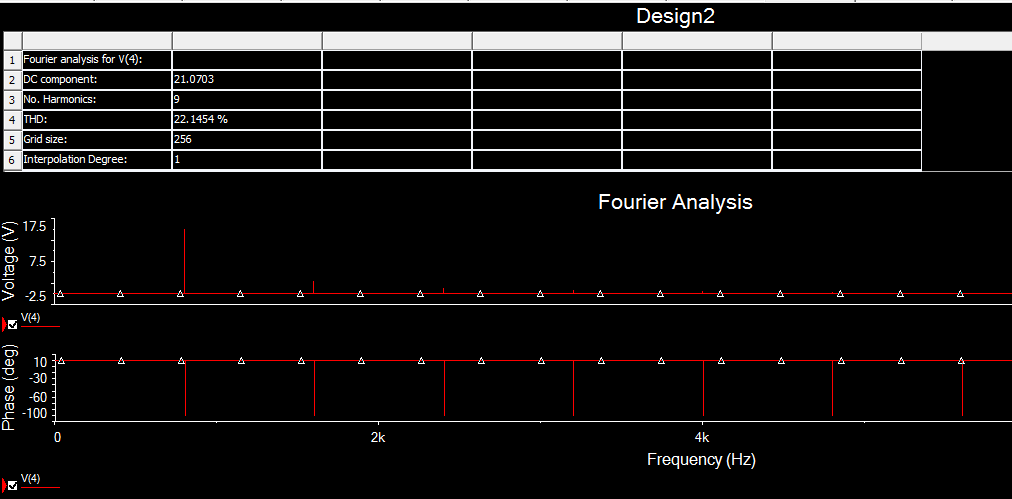 Design2
1 Fourier analysis for V(4):
2 DC component: 21.0703
3 No. Harmonics: 9
4 THD: 22.1454 %
5 Grid size: 256
6 Interpolation Degree: 1
Fourier Analysis
Voltage (V)
17.5
7.5
-2.5
V(4)
Phase (deg)
10
-30
-60
-100
0 2k 4k
Frequency (Hz)
V(4)